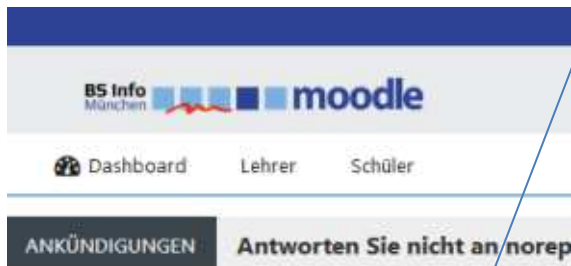 BS Info
München moodle
Dashboard Lehrer Schüler
ANKÜNDIGUNGEN Antworten Sie nicht an norep